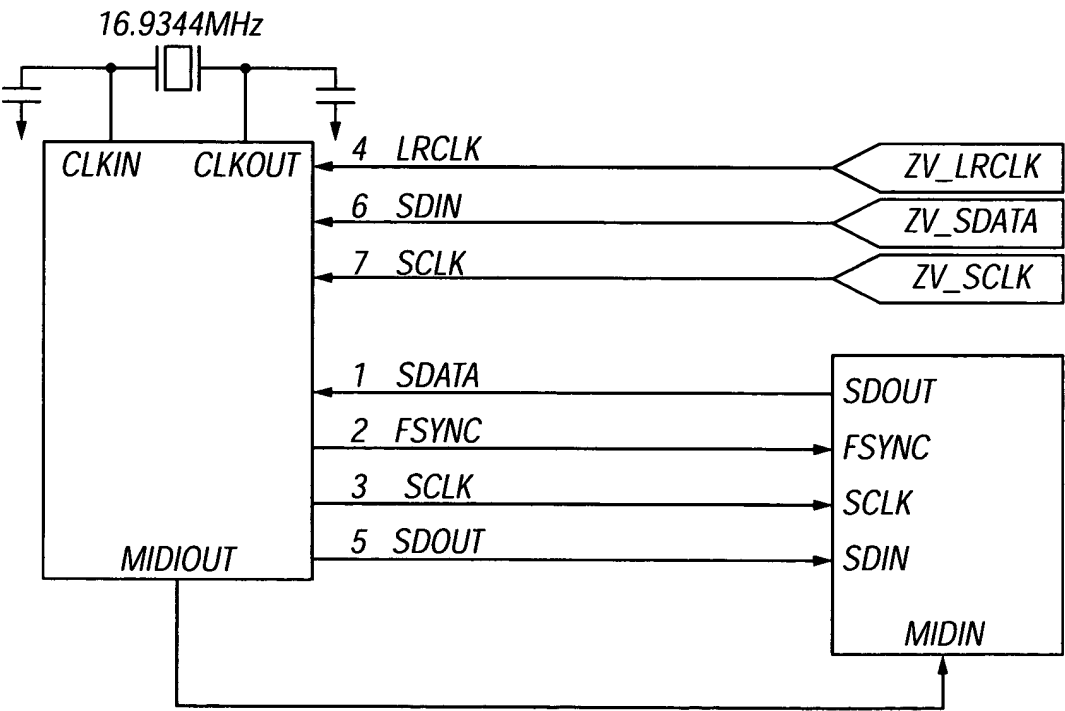 16.9344MHz
CLKIN CLKOUT
4 LRCLK ZV_LRCLK
6 SDIN ZV_SDATA
7 SCLK ZV_SCLK
1 SDATA SDOUT
2 FSYNC FSYNC
3 SCLK SCLK
5 SDOUT SDIN
MIDIOUT
MIDIN